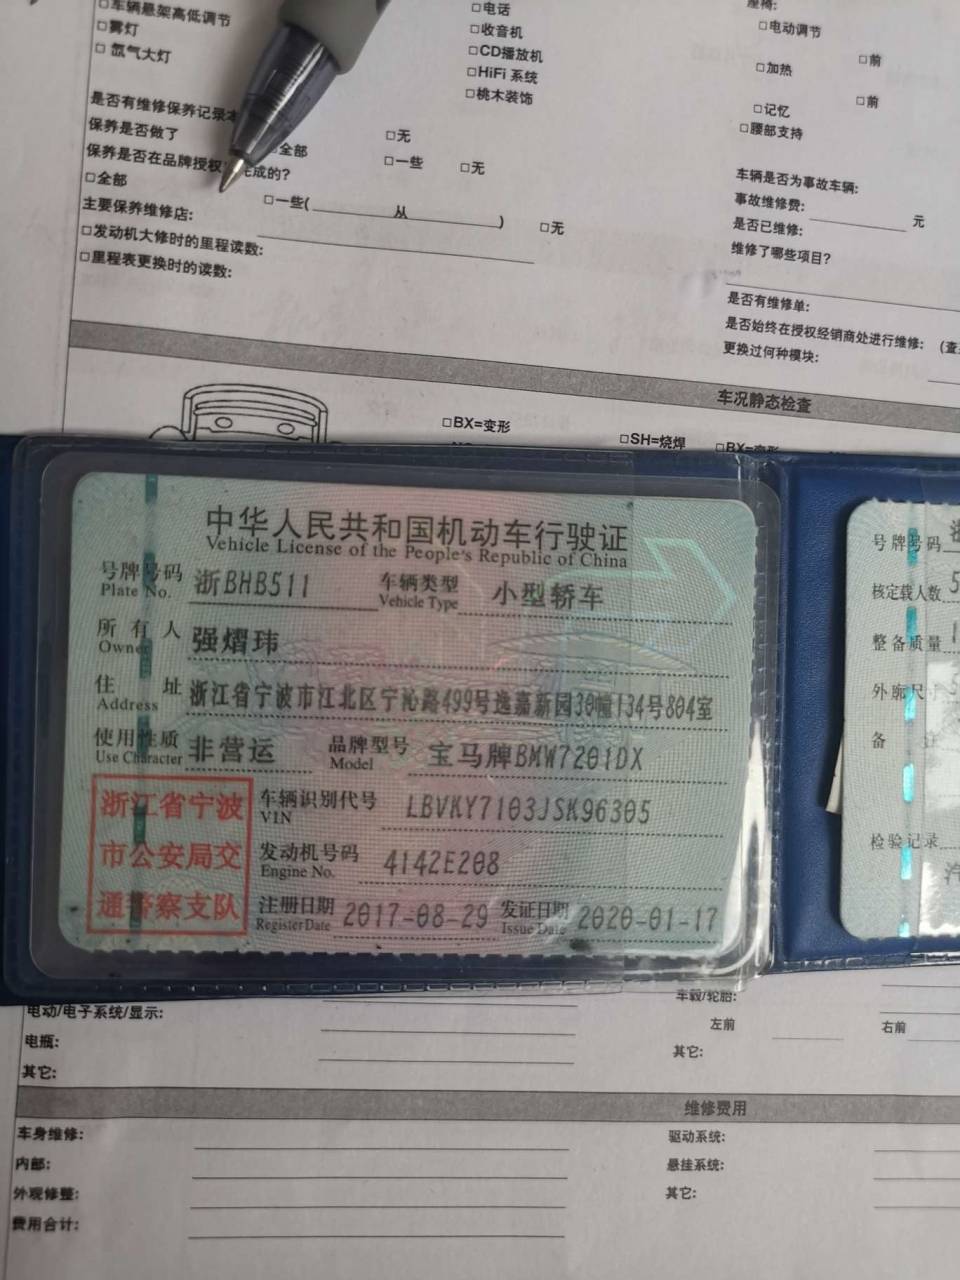 □车辆悬架高低调节
□雾灯
□氙气大灯
□电话
□收音机
□CD播放机
□HiFi 系统
□桃木装饰
座椅:
□电动调节 □前
□加热 □前
□记忆
□腰部支持
是否有维修保养记录本
保养是否做了 □全部 □一些 □无
□无
保养是否在品牌授权 完成的?
□全部 □一些( 从 ) □无
主要保养维修店:
□发动机大修时的里程读数:
□里程表更换时的读数:
车辆是否为事故车辆:
事故维修费: 元
是否已维修:
维修了哪些项目?
是否有维修单:
是否始终在授权经销商处进行维修: (查
更换过何种模块:
车况静态检查
□BX=变形
□SH=烧焊
□BX=变形
中华人民共和国机动车行驶证
Vehicle License of the People's Republic of China
号牌号码 浙BHB511 车辆类型 小型轿车
Plate No. Vehicle Type
所有人 强熠玮
Owner
住址 浙江省宁波市江北区宁沁路499号逸嘉新园30幢134号804室
Address
使用性质 非营运 品牌型号 宝马牌BMW7201DX
Use Character Model
浙江省宁波
市公安局交
通警察支队
车辆识别代号 LBVKY7103JSK96305
VIN
发动机号码 4142E208
Engine No.
注册日期 2017-08-29 发证日期 2020-01-17
Register Date Issue Date
号牌号码
核定载人数 5
整备质量
外廓尺寸
备注
检验记录
电动/电子系统/显示:
电瓶:
其它:
车毂/轮胎:
左前 右前
其它:
维修费用
车身维修:
内部:
外观修整:
费用合计:
驱动系统:
悬挂系统:
其它: